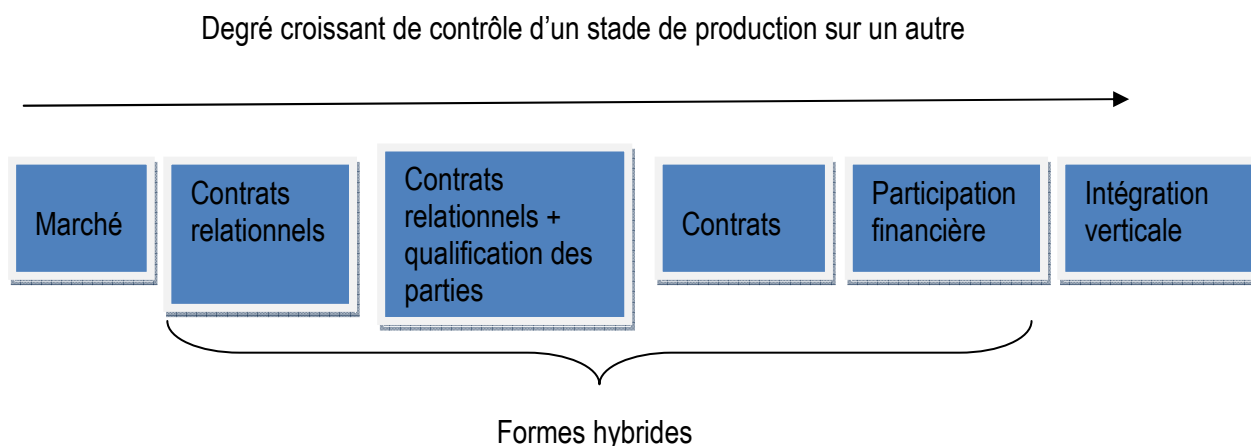 Degré croissant de contrôle d’un stade de production sur un autre
Marché
Contrats
relationnels
Contrats
relationnels +
qualification des
parties
Contrats
Participation
financière
Intégration
verticale
Formes hybrides